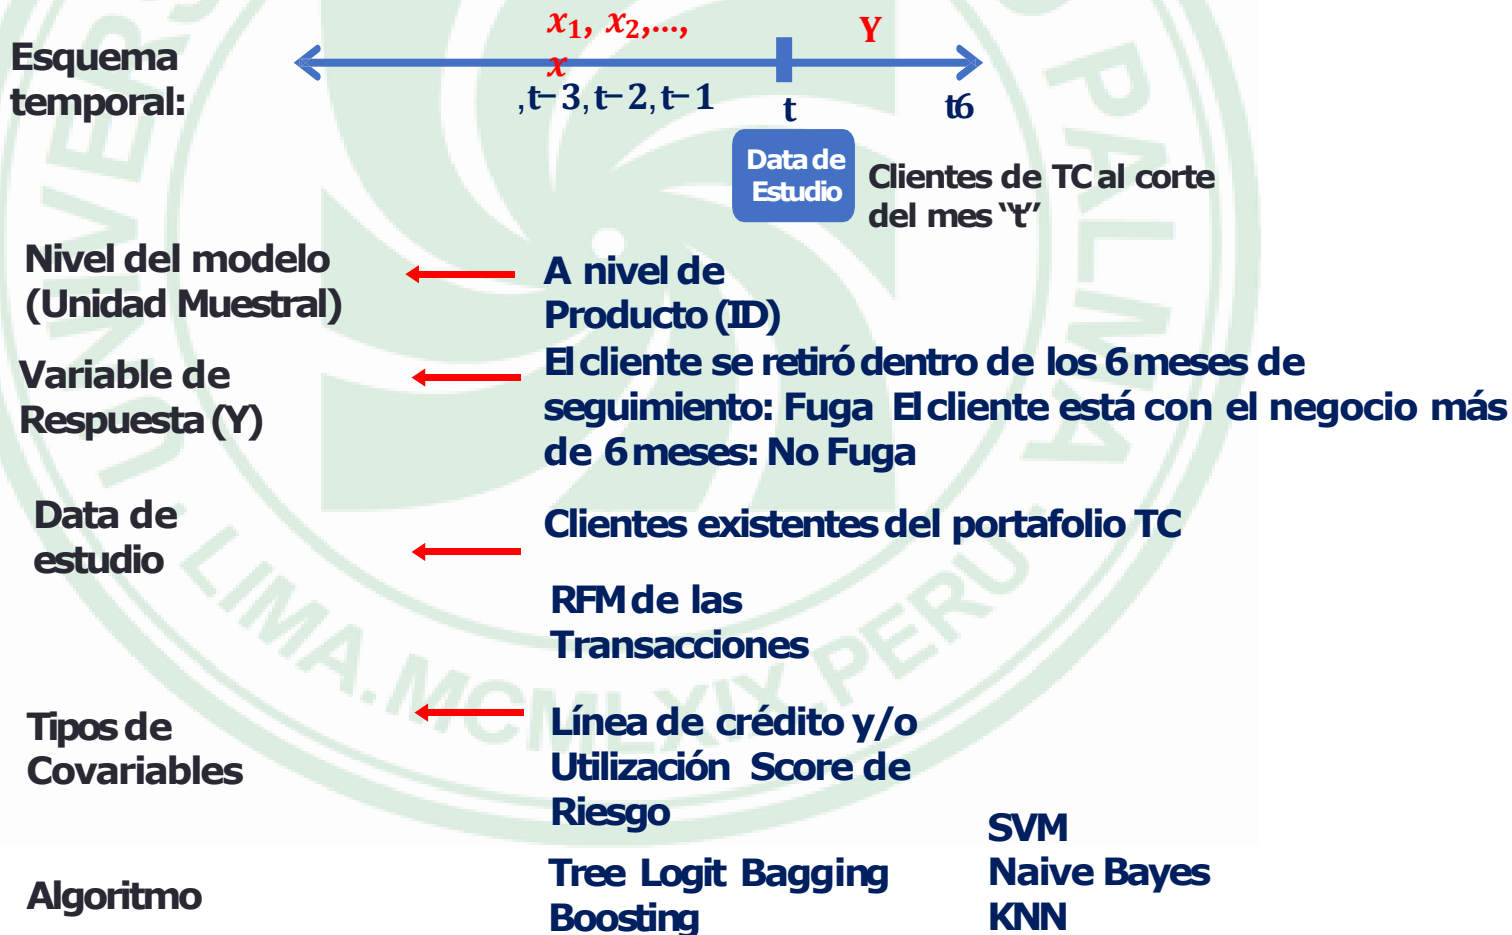 x₁, x₂,...,
x
Y
Esquema
temporal:
,t−3,t−2,t−1
t
t6
Data de
Estudio
Clientes de TC al corte
del mes “t”
Nivel del modelo
(Unidad Muestral)
A nivel de
Producto (ID)
Variable de
Respuesta (Y)
El cliente se retiró dentro de los 6 meses de
seguimiento: Fuga El cliente está con el negocio más
de 6 meses: No Fuga
Data de
estudio
Clientes existentes del portafolio TC
RFM de las
Transacciones
Tipos de
Covariables
Línea de crédito y/o
Utilización Score de
Riesgo
Algoritmo
Tree Logit Bagging
Boosting
SVM
Naive Bayes
KNN
LIMA.MCMLXIX.PERU.
PALMA